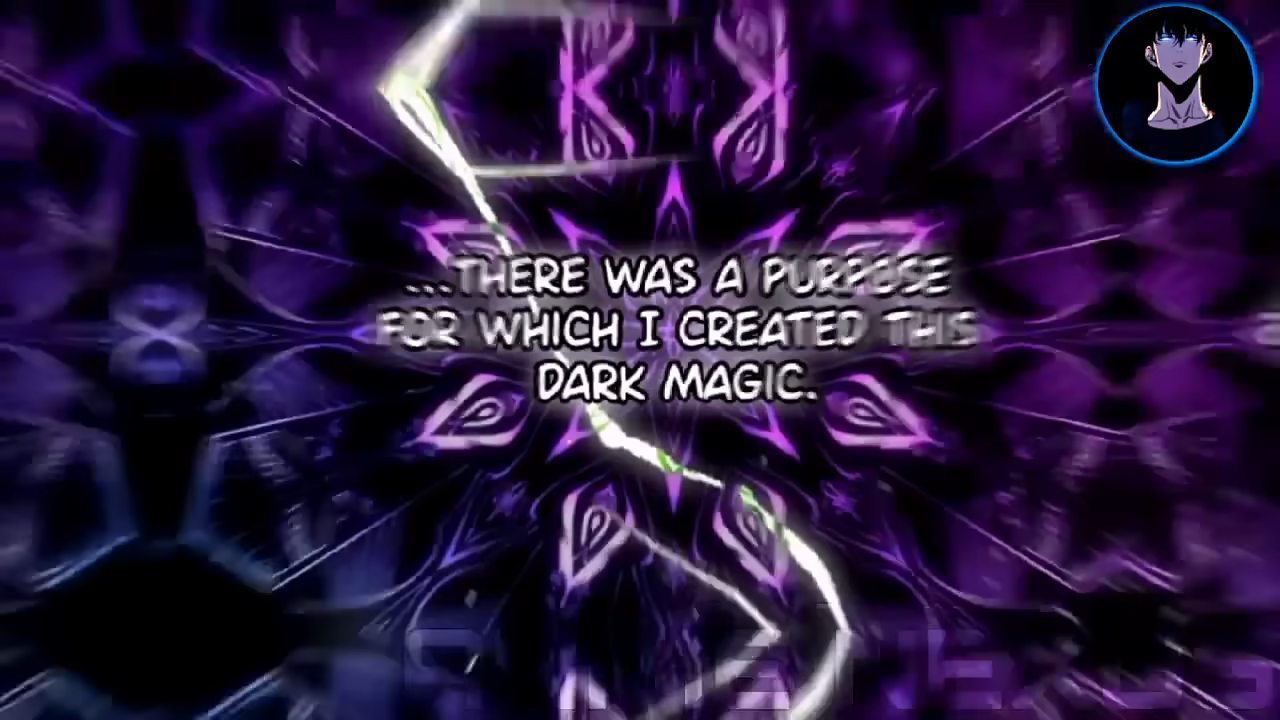 ...THERE WAS A PURPOSE
FOR WHICH I CREATED THIS
DARK MAGIC.